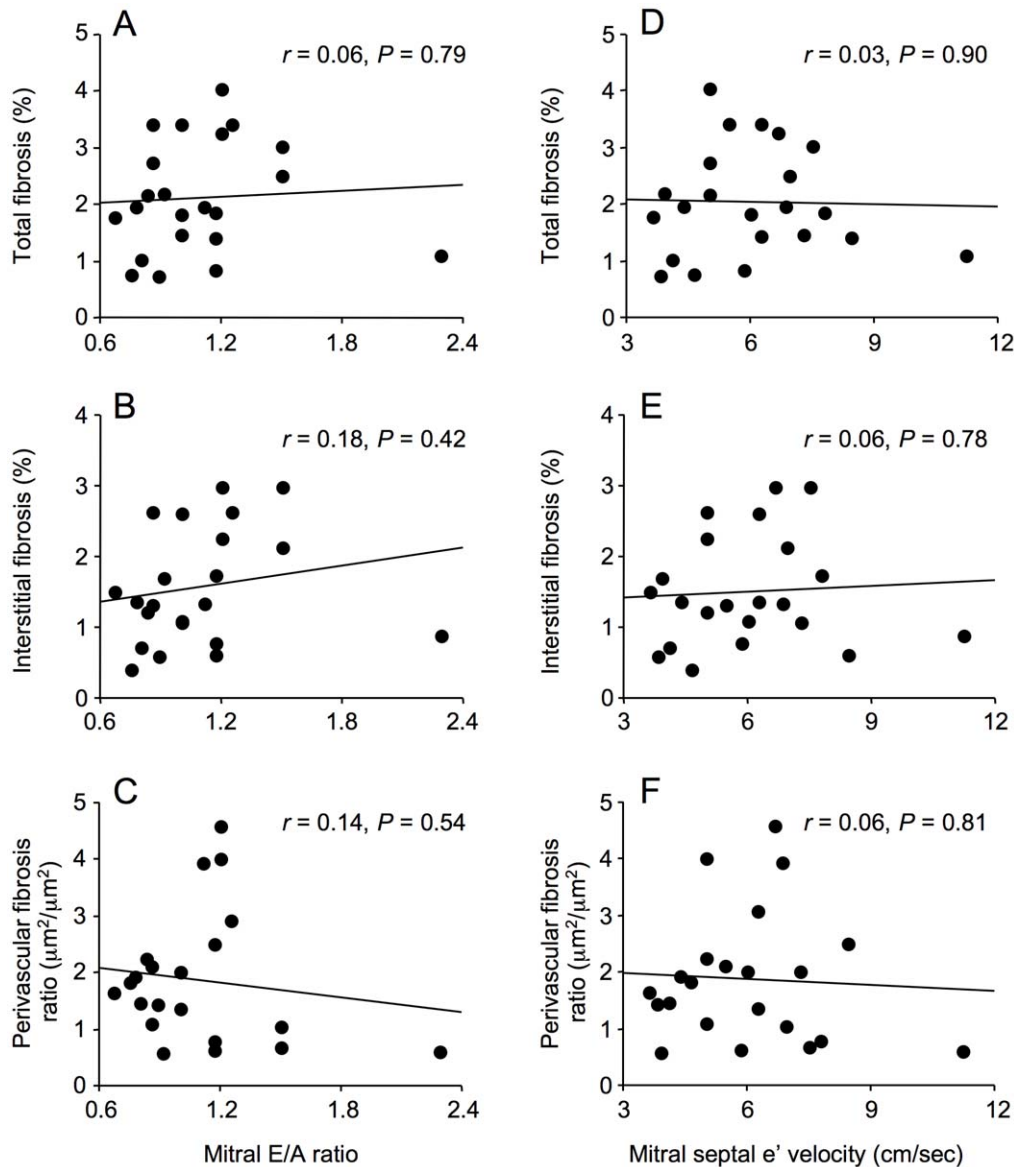 A
r = 0.06, P = 0.79
Total fibrosis (%)
5
4
3
2
1
0
0.6 1.2 1.8 2.4
D
r = 0.03, P = 0.90
Total fibrosis (%)
5
4
3
2
1
0
3 6 9 12
B
r = 0.18, P = 0.42
Interstitial fibrosis (%)
4
3
2
1
0
0.6 1.2 1.8 2.4
E
r = 0.06, P = 0.78
Interstitial fibrosis (%)
4
3
2
1
0
3 6 9 12
C
r = 0.14, P = 0.54
Perivascular fibrosis
ratio (μm²/μm²)
5
4
3
2
1
0
0.6 1.2 1.8 2.4
Mitral E/A ratio
F
r = 0.06, P = 0.81
Perivascular fibrosis
ratio (μm²/μm²)
5
4
3
2
1
0
3 6 9 12
Mitral septal e' velocity (cm/sec)